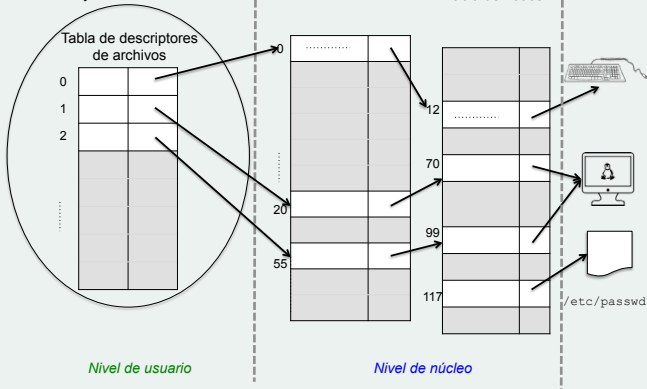 Tabla de descriptores
de archivos
0
1
2
0
20
55
12
70
99
117
/etc/passwd
Nivel de usuario
Nivel de núcleo